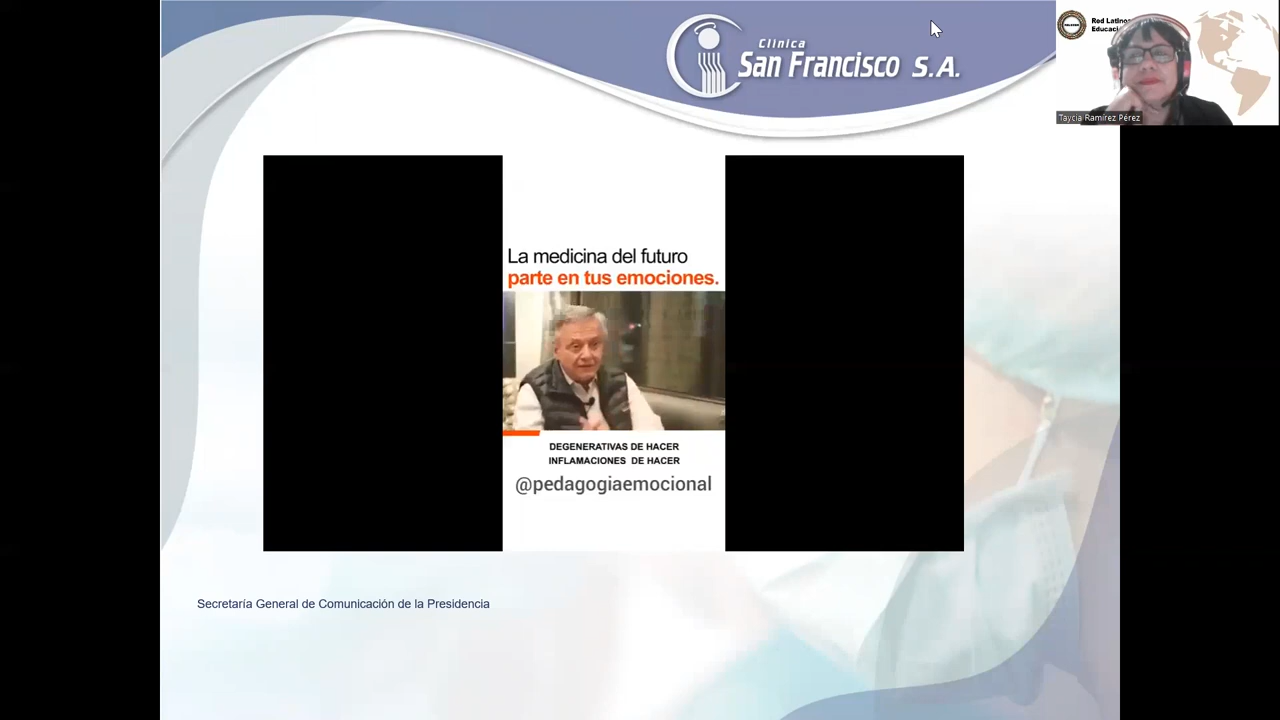 Clínica
San Francisco S.A.
Red Latino
Educaci
Taycia Ramírez Pérez
La medicina del futuro
parte en tus emociones.
DEGENERATIVAS DE HACER
INFLAMACIONES DE HACER
@pedagogiaemocional
Secretaría General de Comunicación de la Presidencia